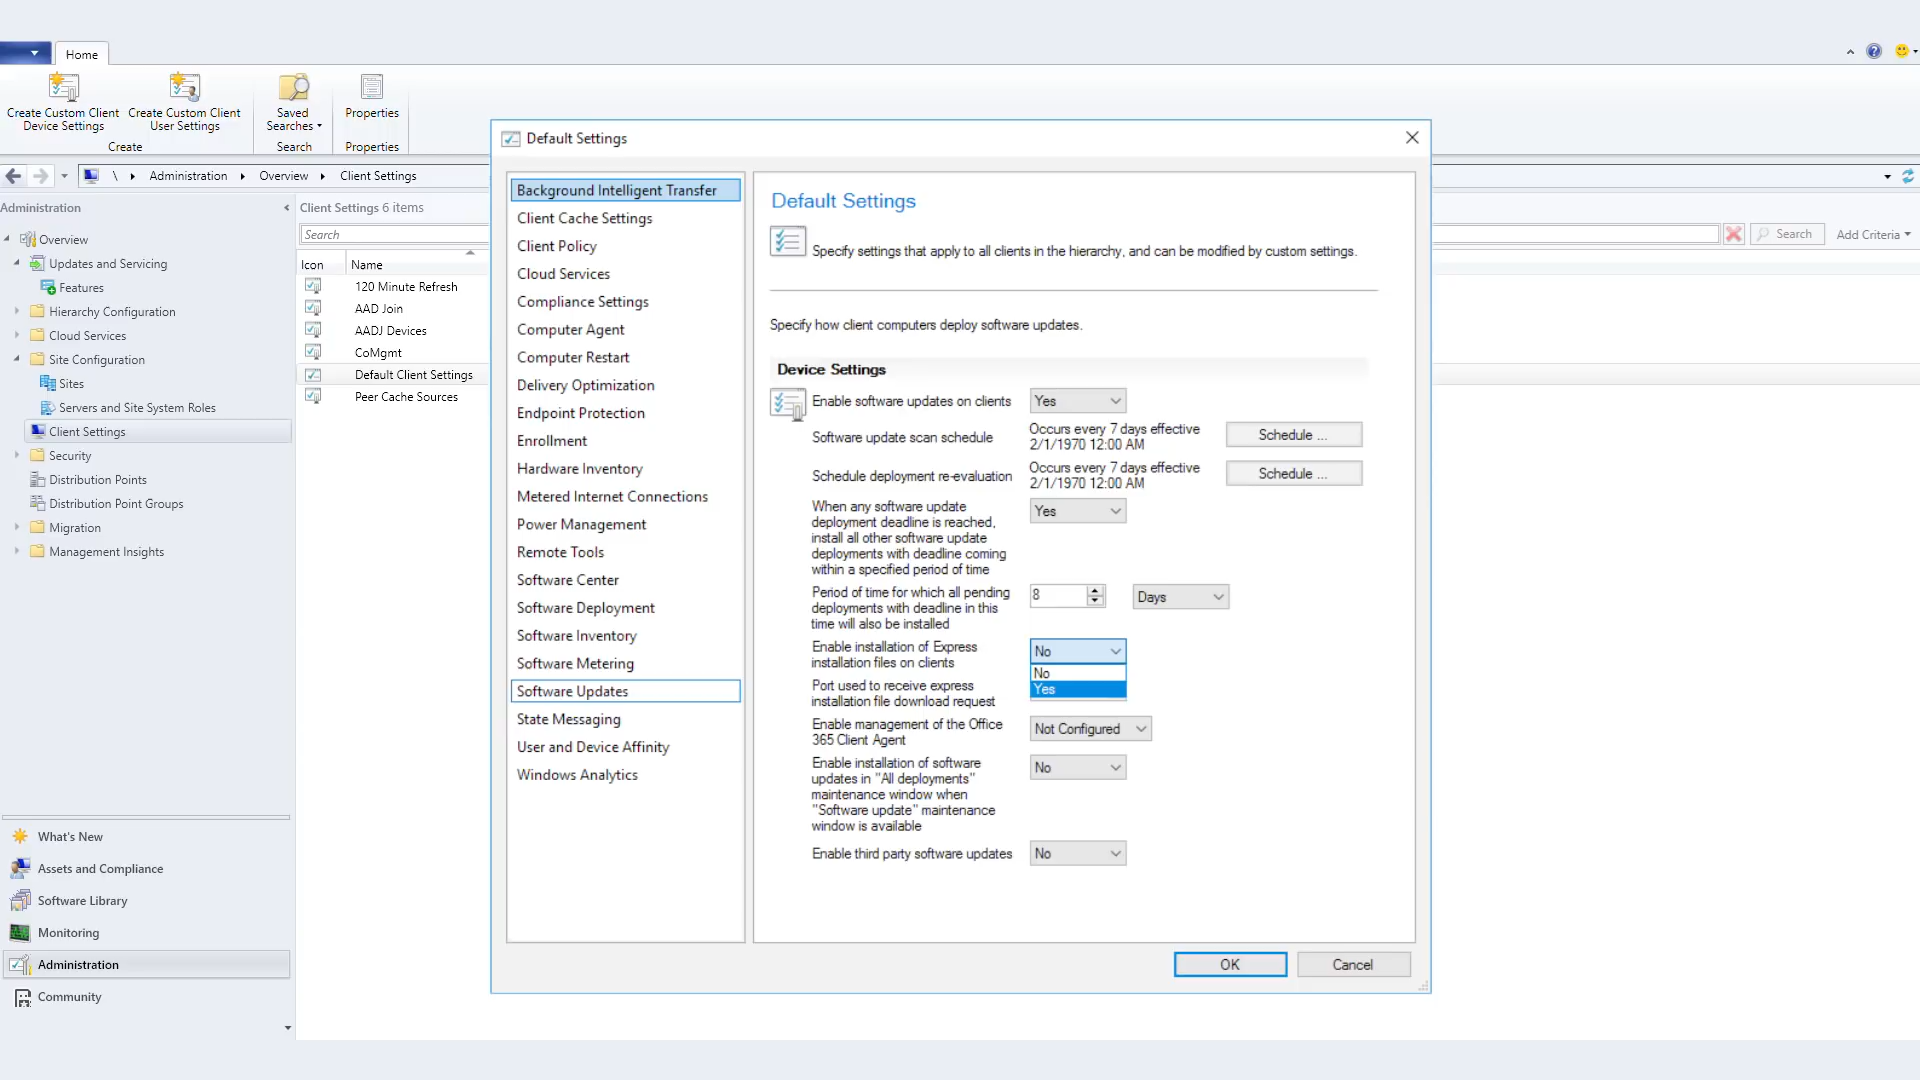 Home
Create Custom Client
Device Settings
Create Custom Client
User Settings
Create
Saved
Searches
Search
Properties
Properties
\ Administration Overview Client Settings
Administration
Overview
Updates and Servicing
Features
Hierarchy Configuration
Cloud Services
Site Configuration
Sites
Servers and Site System Roles
Client Settings
Security
Distribution Points
Distribution Point Groups
Migration
Management Insights
What's New
Assets and Compliance
Software Library
Monitoring
Administration
Community
Client Settings 6 items
Search
Search
Add Criteria
Icon Name
120 Minute Refresh
AAD Join
AADJ Devices
CoMgmt
Default Client Settings
Peer Cache Sources
Default Settings
Background Intelligent Transfer
Client Cache Settings
Client Policy
Cloud Services
Compliance Settings
Computer Agent
Computer Restart
Delivery Optimization
Endpoint Protection
Enrollment
Hardware Inventory
Metered Internet Connections
Power Management
Remote Tools
Software Center
Software Deployment
Software Inventory
Software Metering
Software Updates
State Messaging
User and Device Affinity
Windows Analytics
Default Settings
Specify settings that apply to all clients in the hierarchy, and can be modified by custom settings.
Specify how client computers deploy software updates.
Device Settings
Enable software updates on clients
Yes
Software update scan schedule
Occurs every 7 days effective
2/1/1970 12:00 AM
Schedule ...
Schedule deployment re-evaluation
Occurs every 7 days effective
2/1/1970 12:00 AM
Schedule ...
When any software update
deployment deadline is reached,
install all other software update
deployments with deadline coming
within a specified period of time
Yes
Period of time for which all pending
deployments with deadline in this
time will also be installed
8
Days
Enable installation of Express
installation files on clients
No
No
Yes
Port used to receive express
installation file download request
Enable management of the Office
365 Client Agent
Not Configured
Enable installation of software
updates in "All deployments"
maintenance window when
"Software update" maintenance
window is available
No
Enable third party software updates
No
OK
Cancel